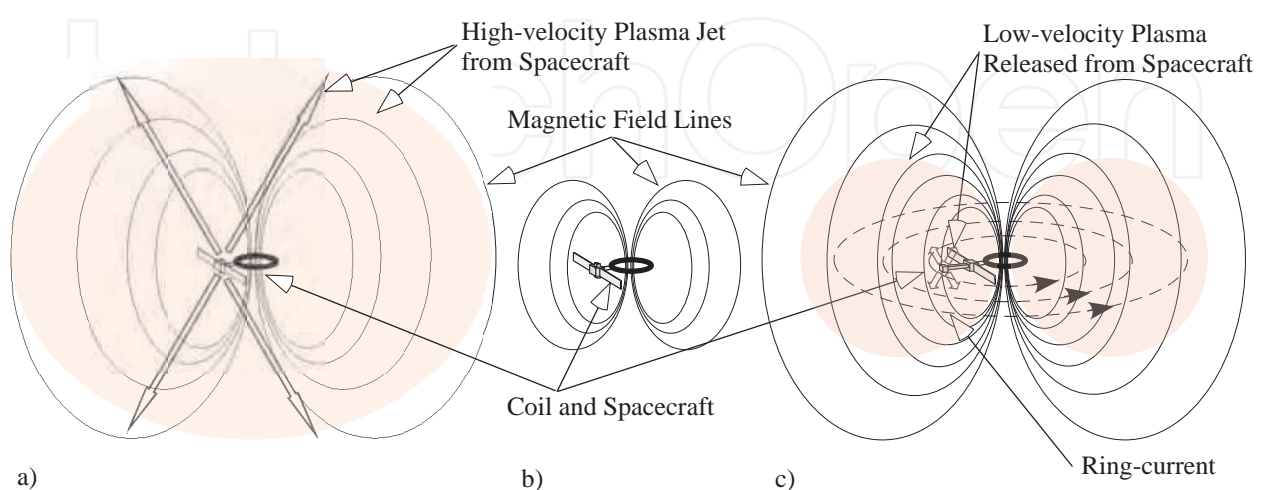 High-velocity Plasma Jet
from Spacecraft
Low-velocity Plasma
Released from Spacecraft
Magnetic Field Lines
Coil and Spacecraft
Ring-current
a)
b)
c)